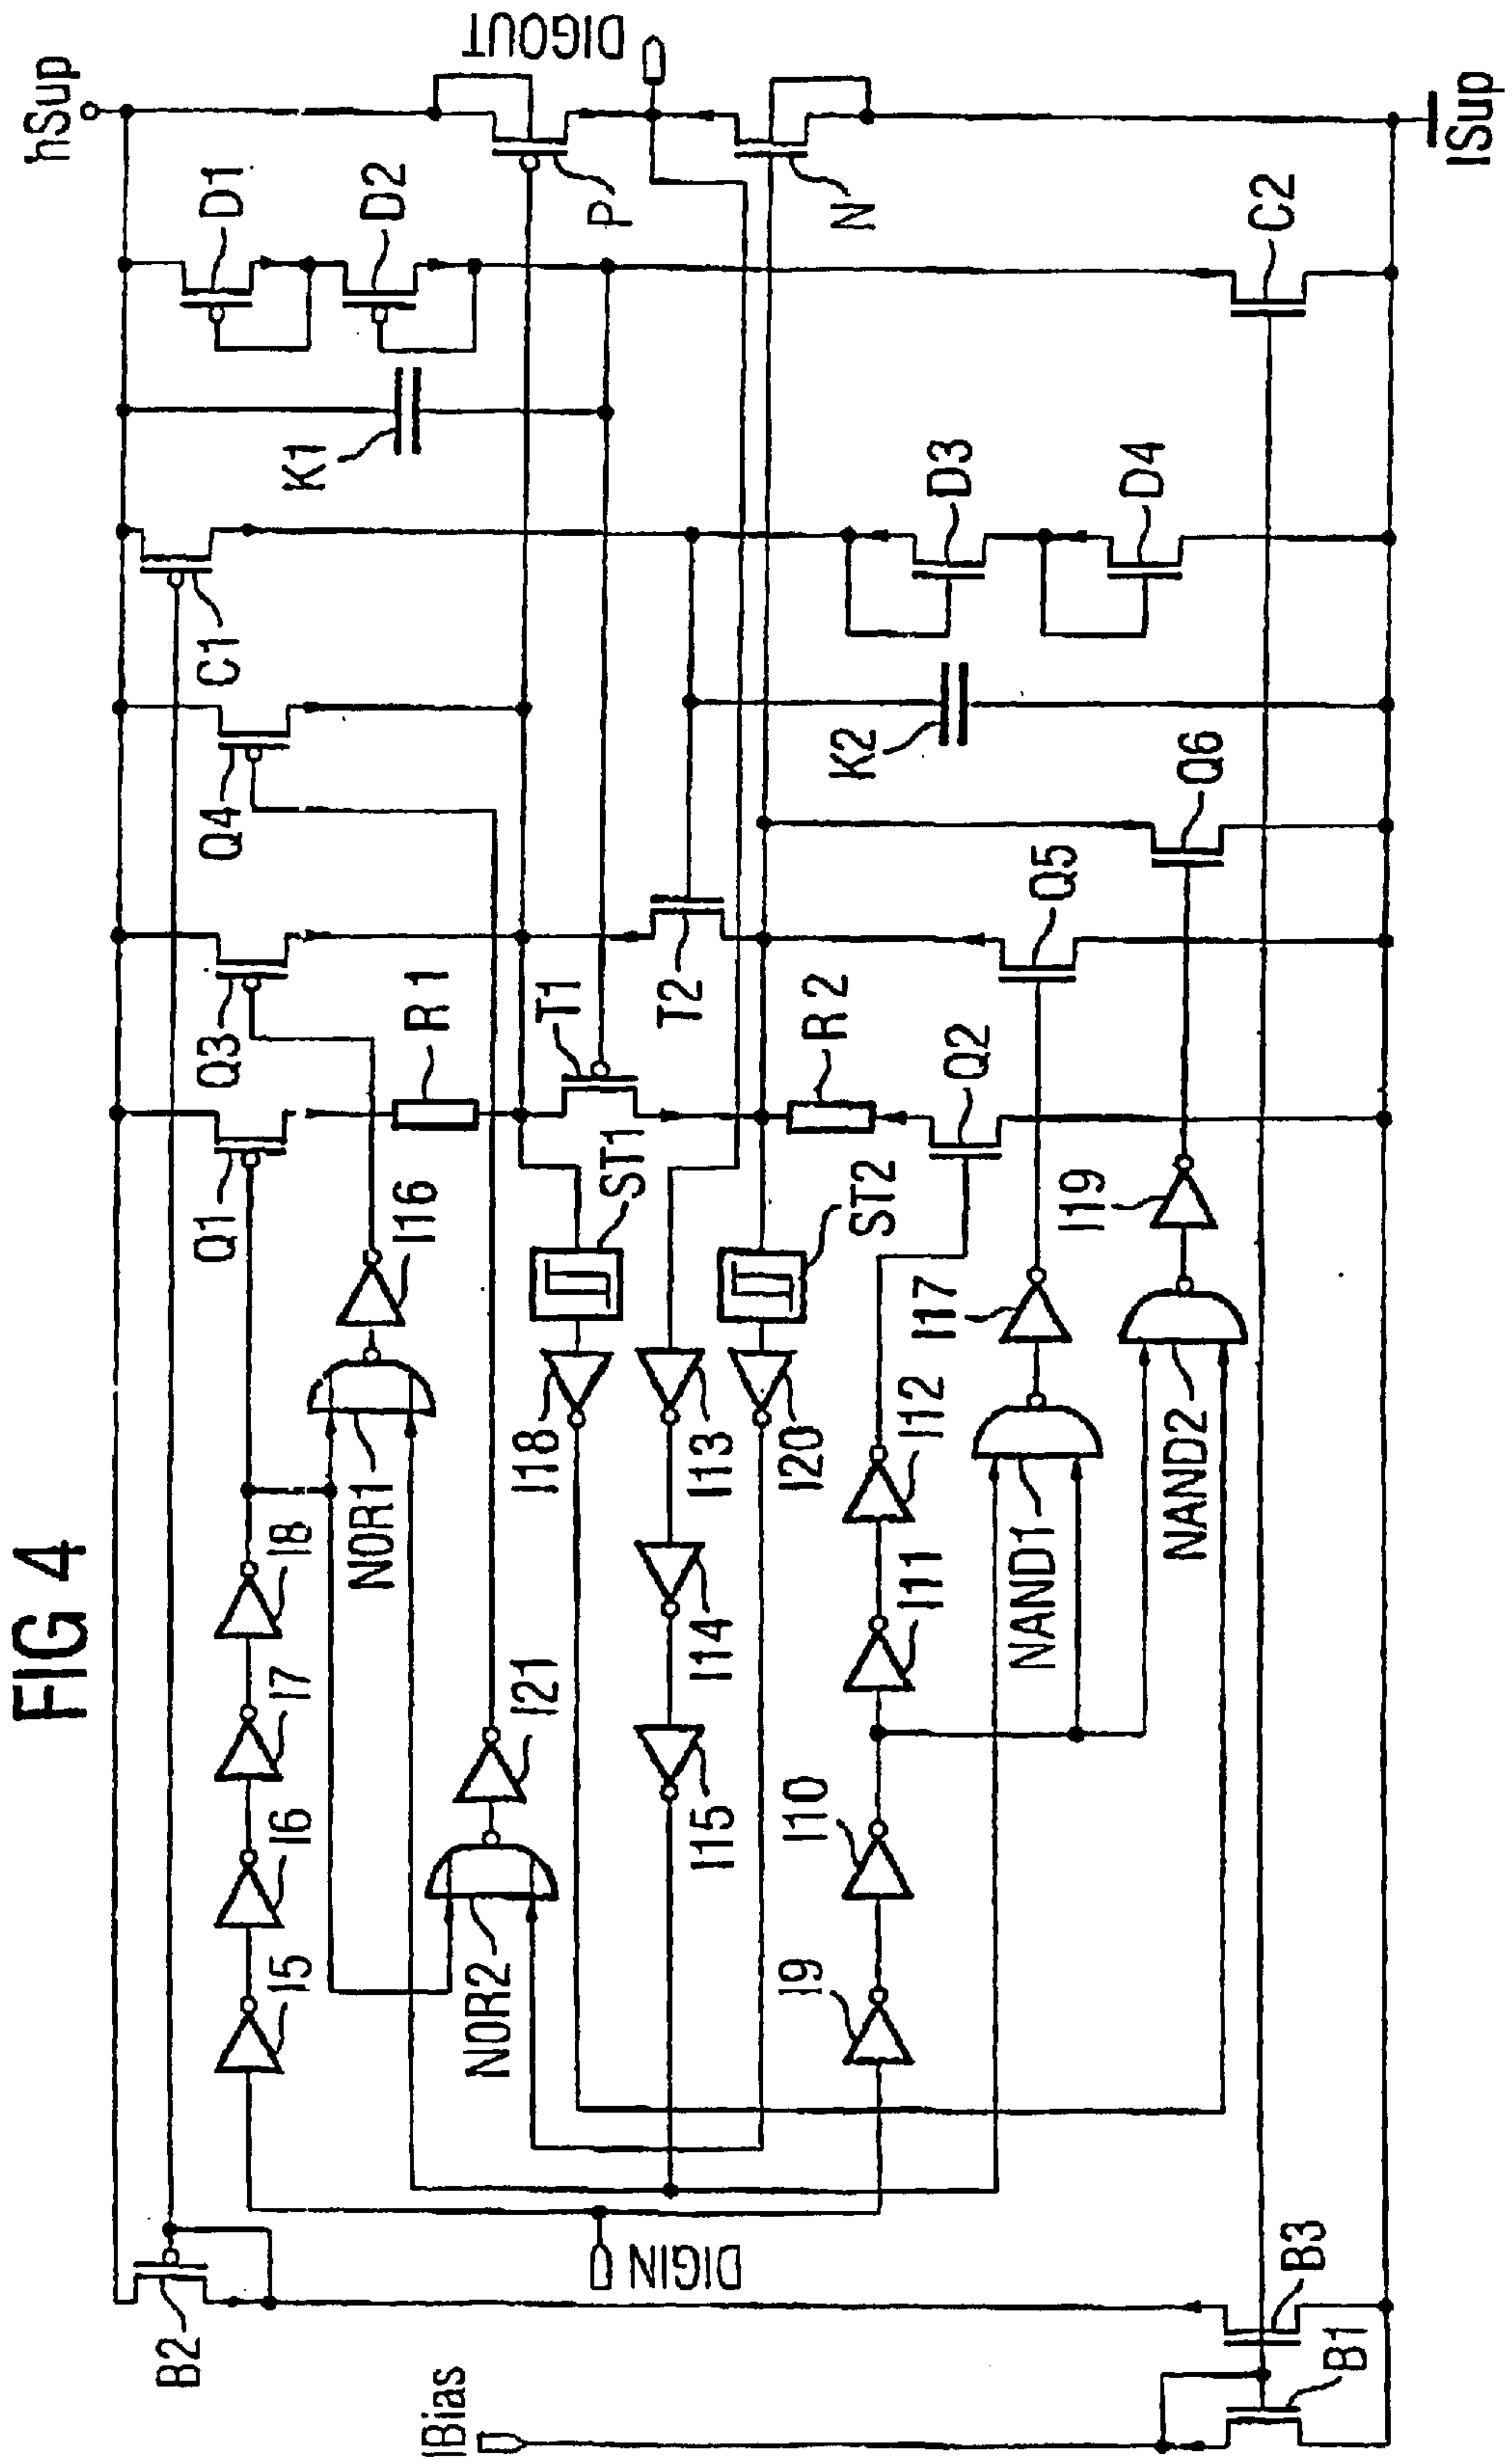 FIG 4
hSup
DIGOUT
D1
D2
P
N
C2
lSup
K1
D3
D4
C1
Q4
K2
Q6
Q3
R1
T1
T2
R2
Q5
Q2
Q1
I16
ST1
ST2
I19
I17
NOR1
I18
I13
I20
I12
NAND1
NAND2
I8
I7
I6
I5
I21
NOR2
I14
I15
I11
I10
I9
B2
DIGIN
B3
B1
IBias